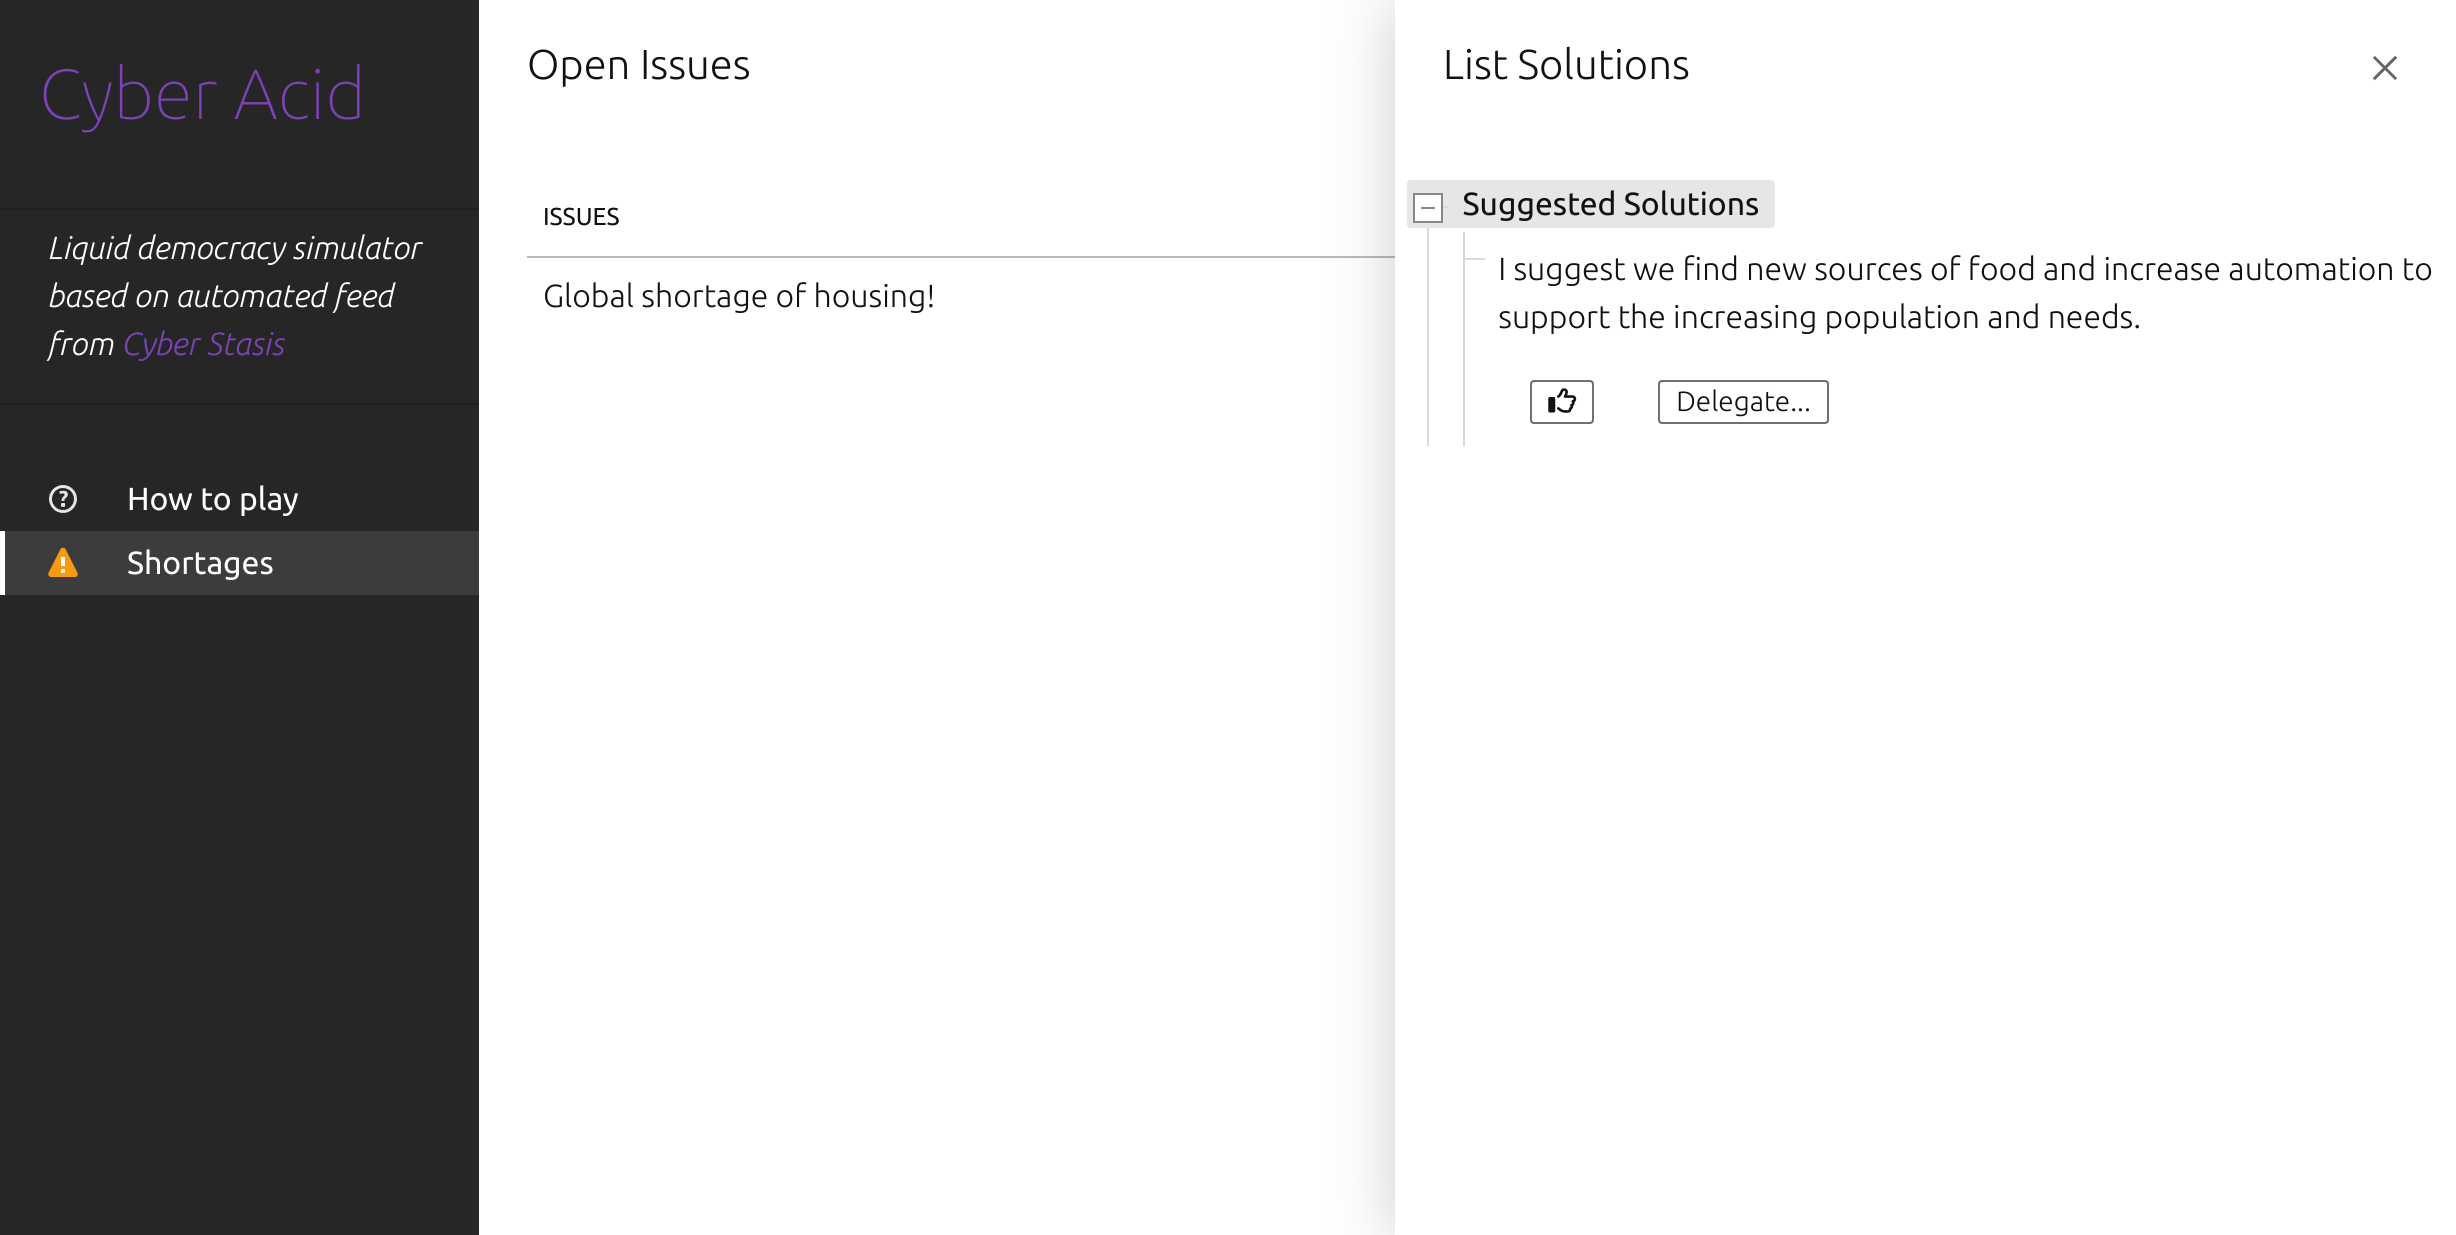 Cyber Acid
Liquid democracy simulator
based on automated feed
from Cyber Stasis
How to play
Shortages
Open Issues
ISSUES
Global shortage of housing!
List Solutions
Suggested Solutions
I suggest we find new sources of food and increase automation to
support the increasing population and needs.
Delegate...